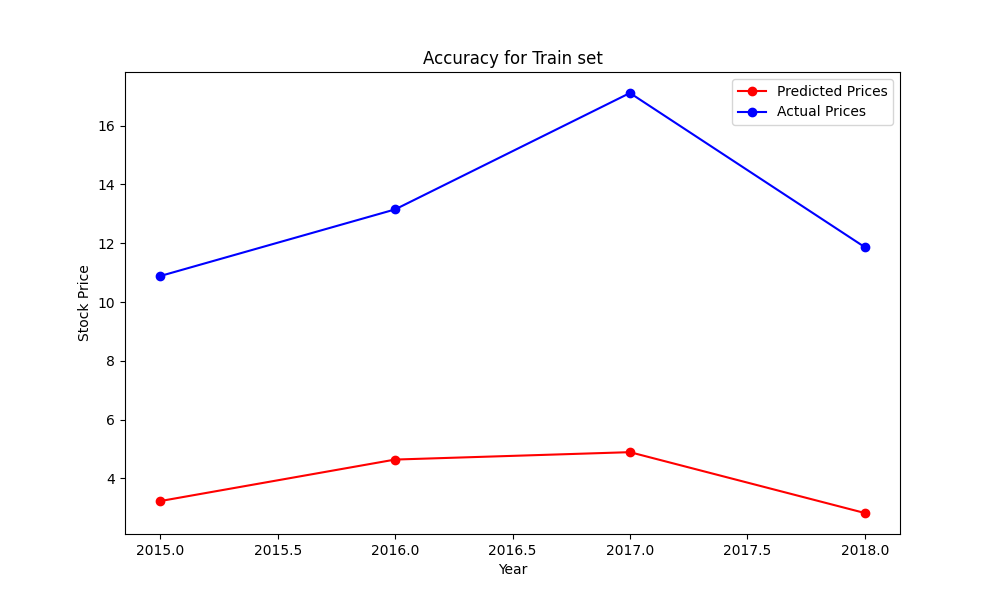 Accuracy for Train set
Predicted Prices
Actual Prices
Stock Price
16
14
12
10
8
6
4
2015.0 2015.5 2016.0 2016.5 2017.0 2017.5 2018.0
Year